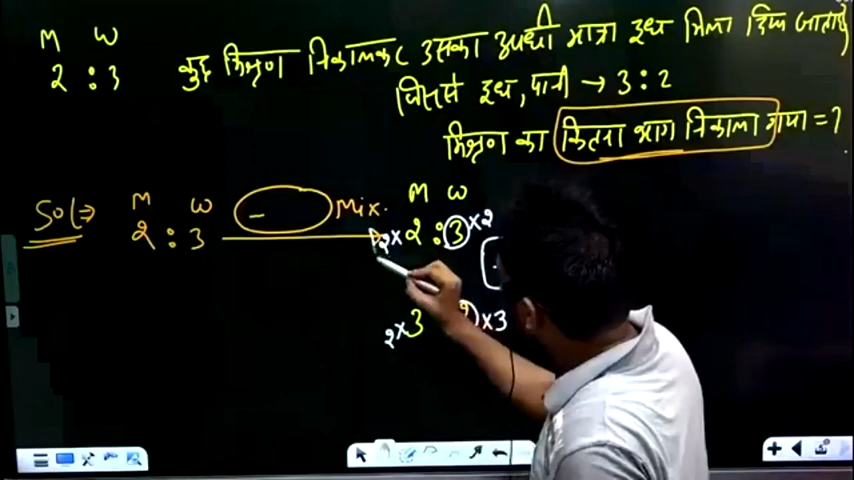 M W
2 : 3
कुछ मिश्रण निकालकर उसका आधी मात्रा दूध मिला दिया जाता है
जिससे दूध, पानी → 3 : 2
मिश्रण का कितना भाग निकाला गया = ?
Sol ⇒ M W
2 : 3
- Mix.
M W
2 × 2 : 3 × 2
2 × 3 2 × 3